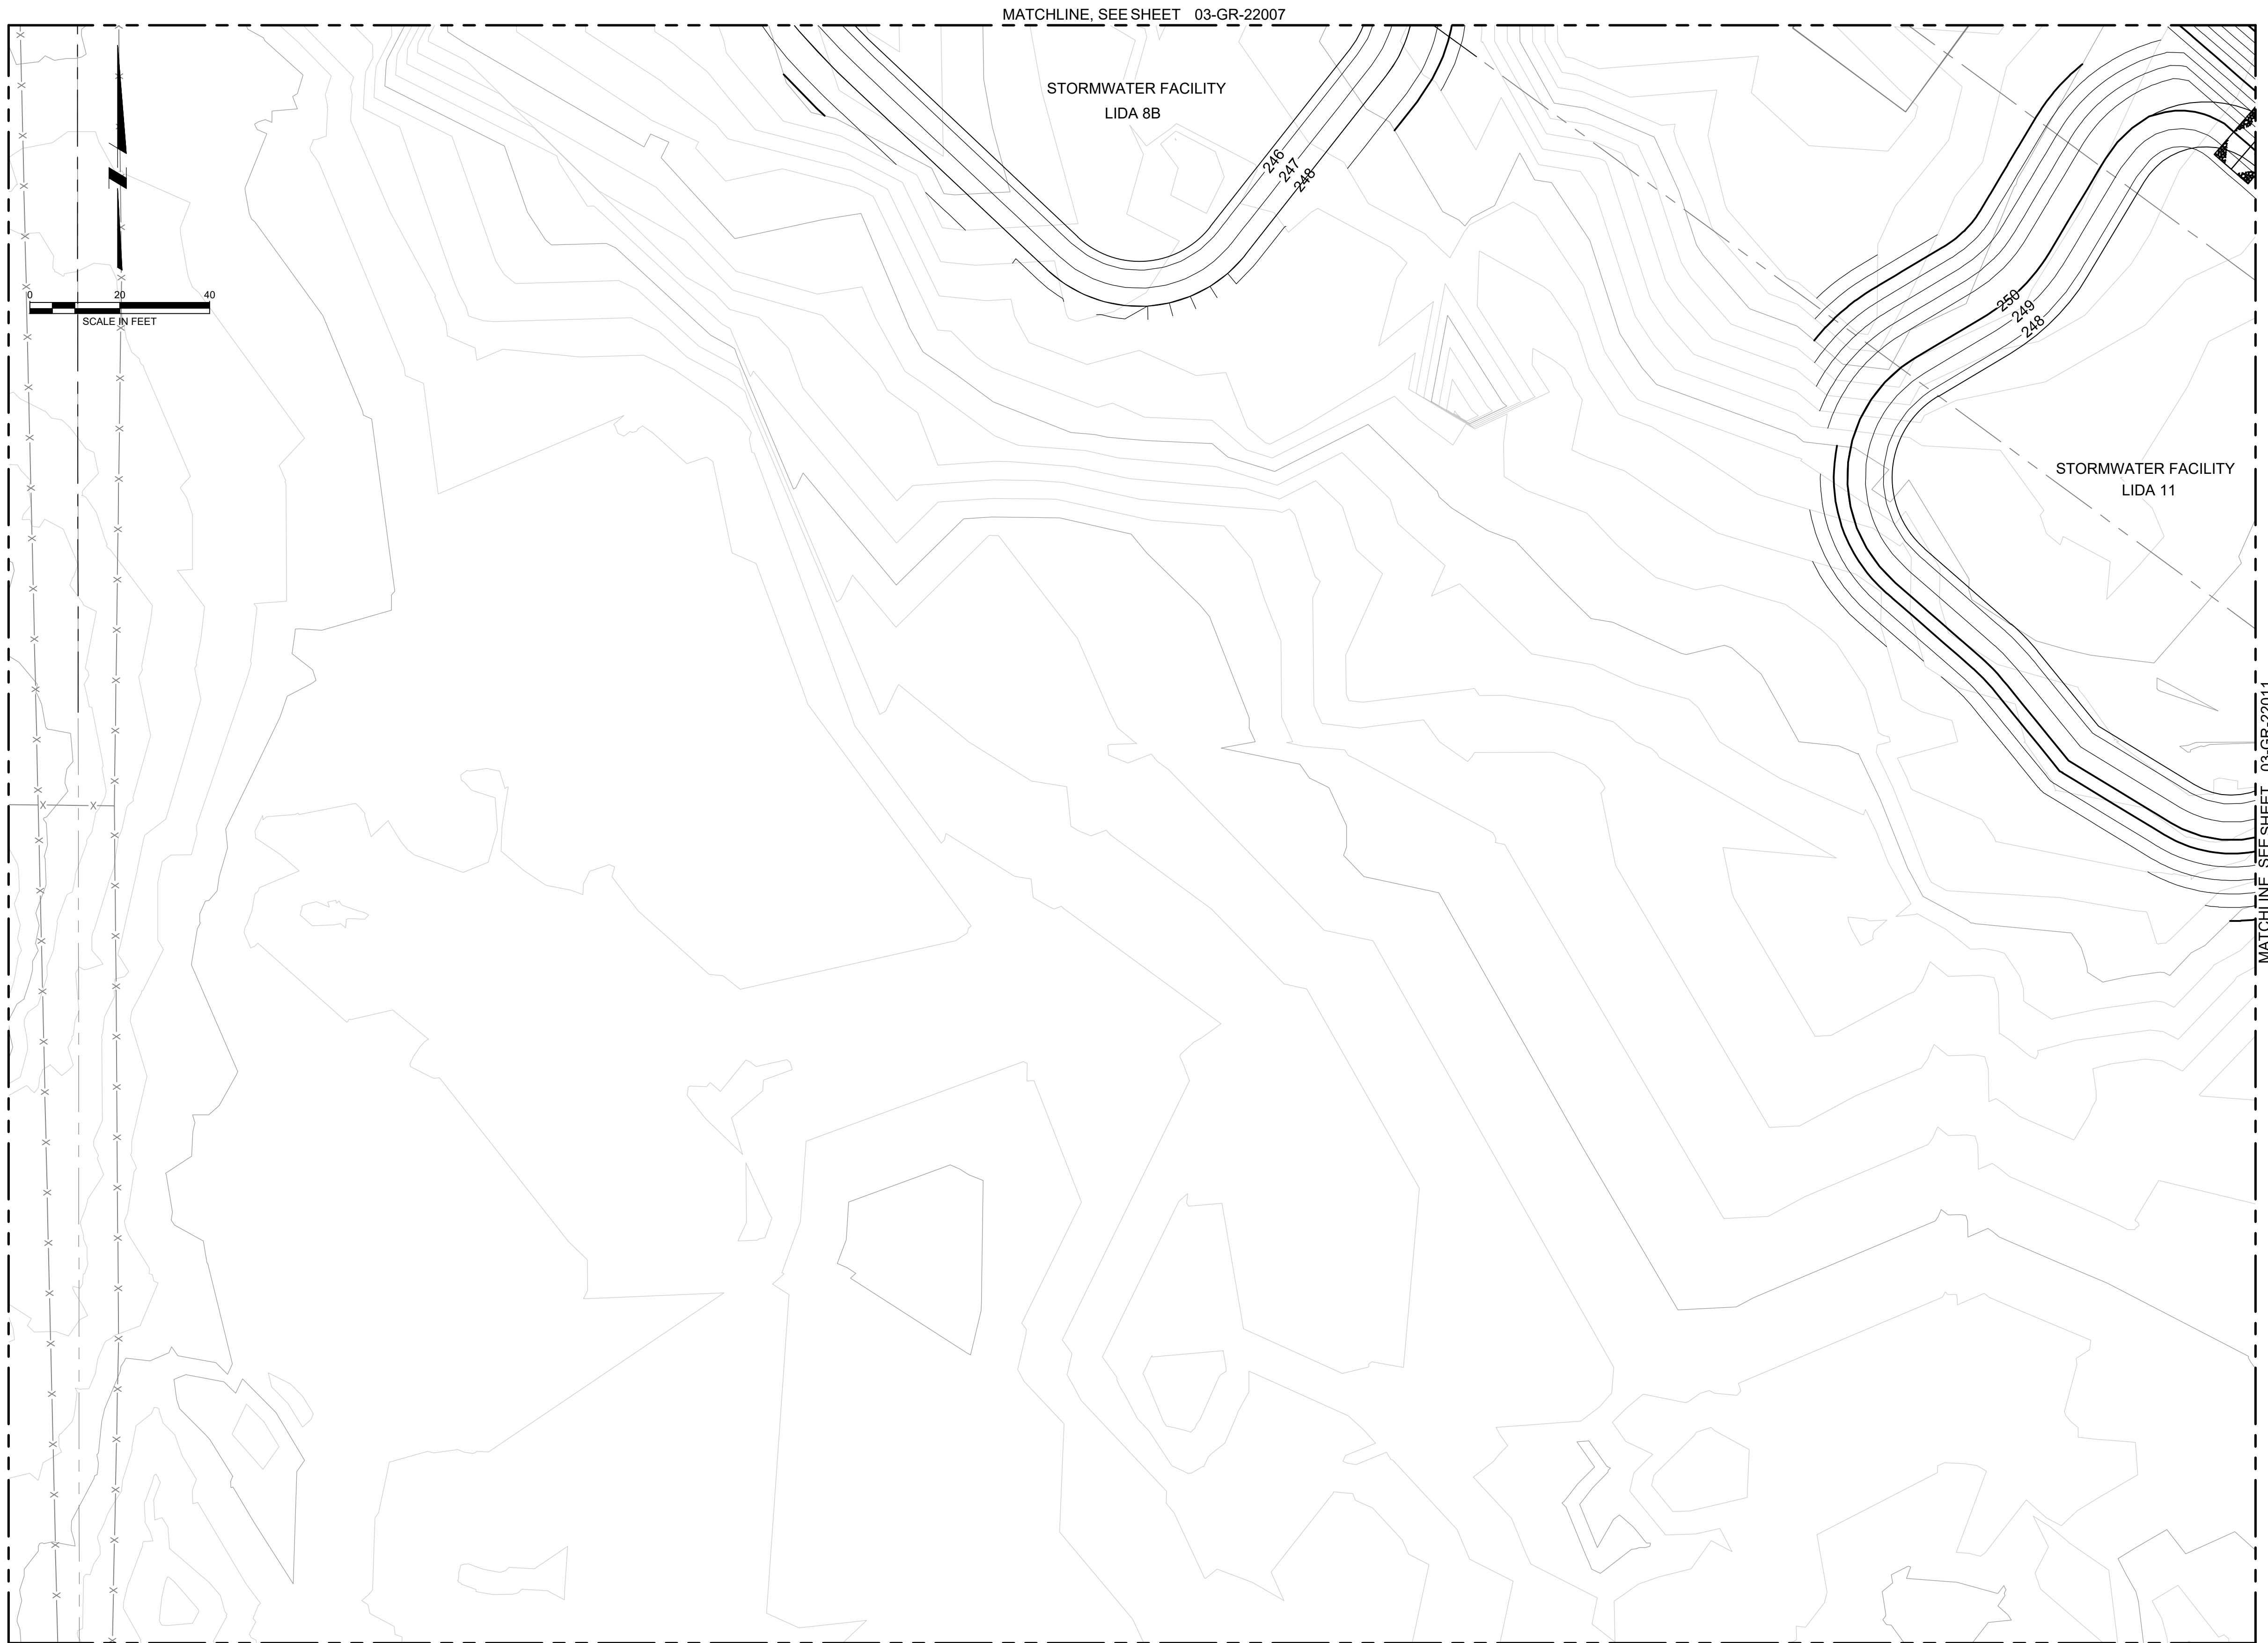 MATCHLINE, SEE SHEET 03-GR-22007
STORMWATER FACILITY
LIDA 8B
246
247
248
0 20 40
SCALE IN FEET
250
249
248
STORMWATER FACILITY
LIDA 11
MATCHLINE, SEE SHEET 03-GR-22011